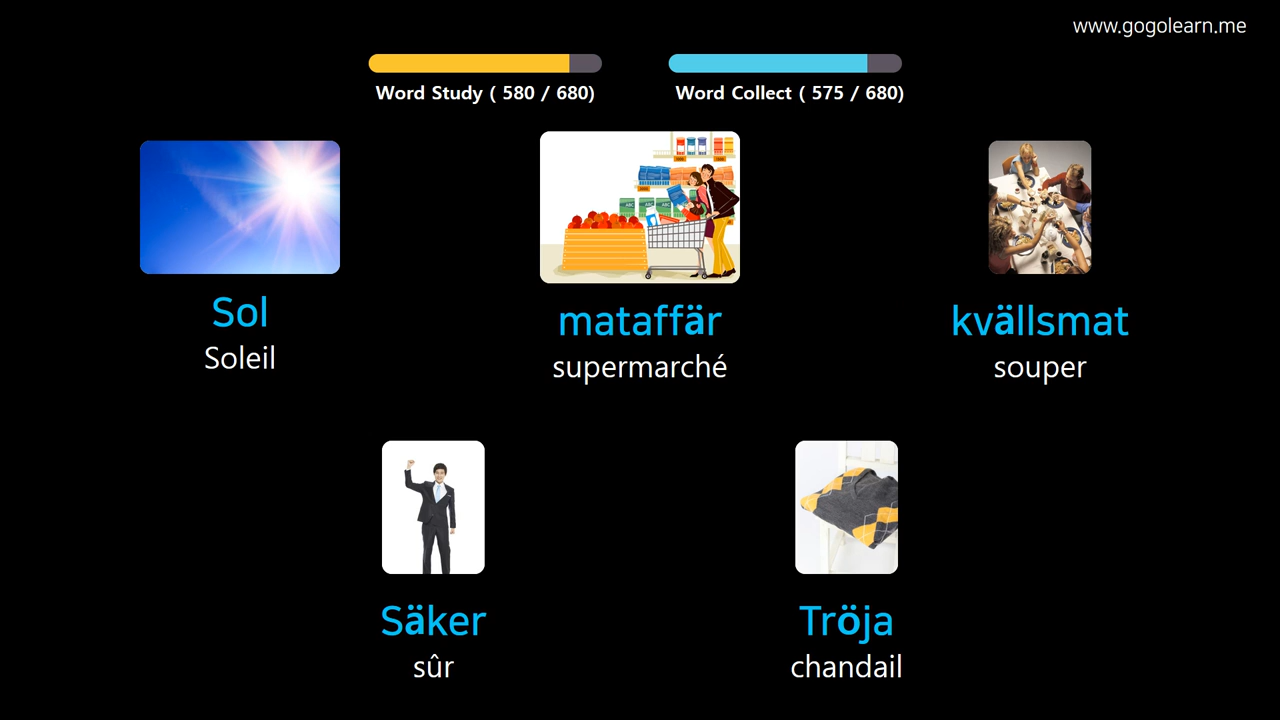 www.gogolearn.me
Word Study ( 580 / 680)
Word Collect ( 575 / 680)
Sol
Soleil
mataffär
supermarché
kvällsmat
souper
Säker
sûr
Tröja
chandail